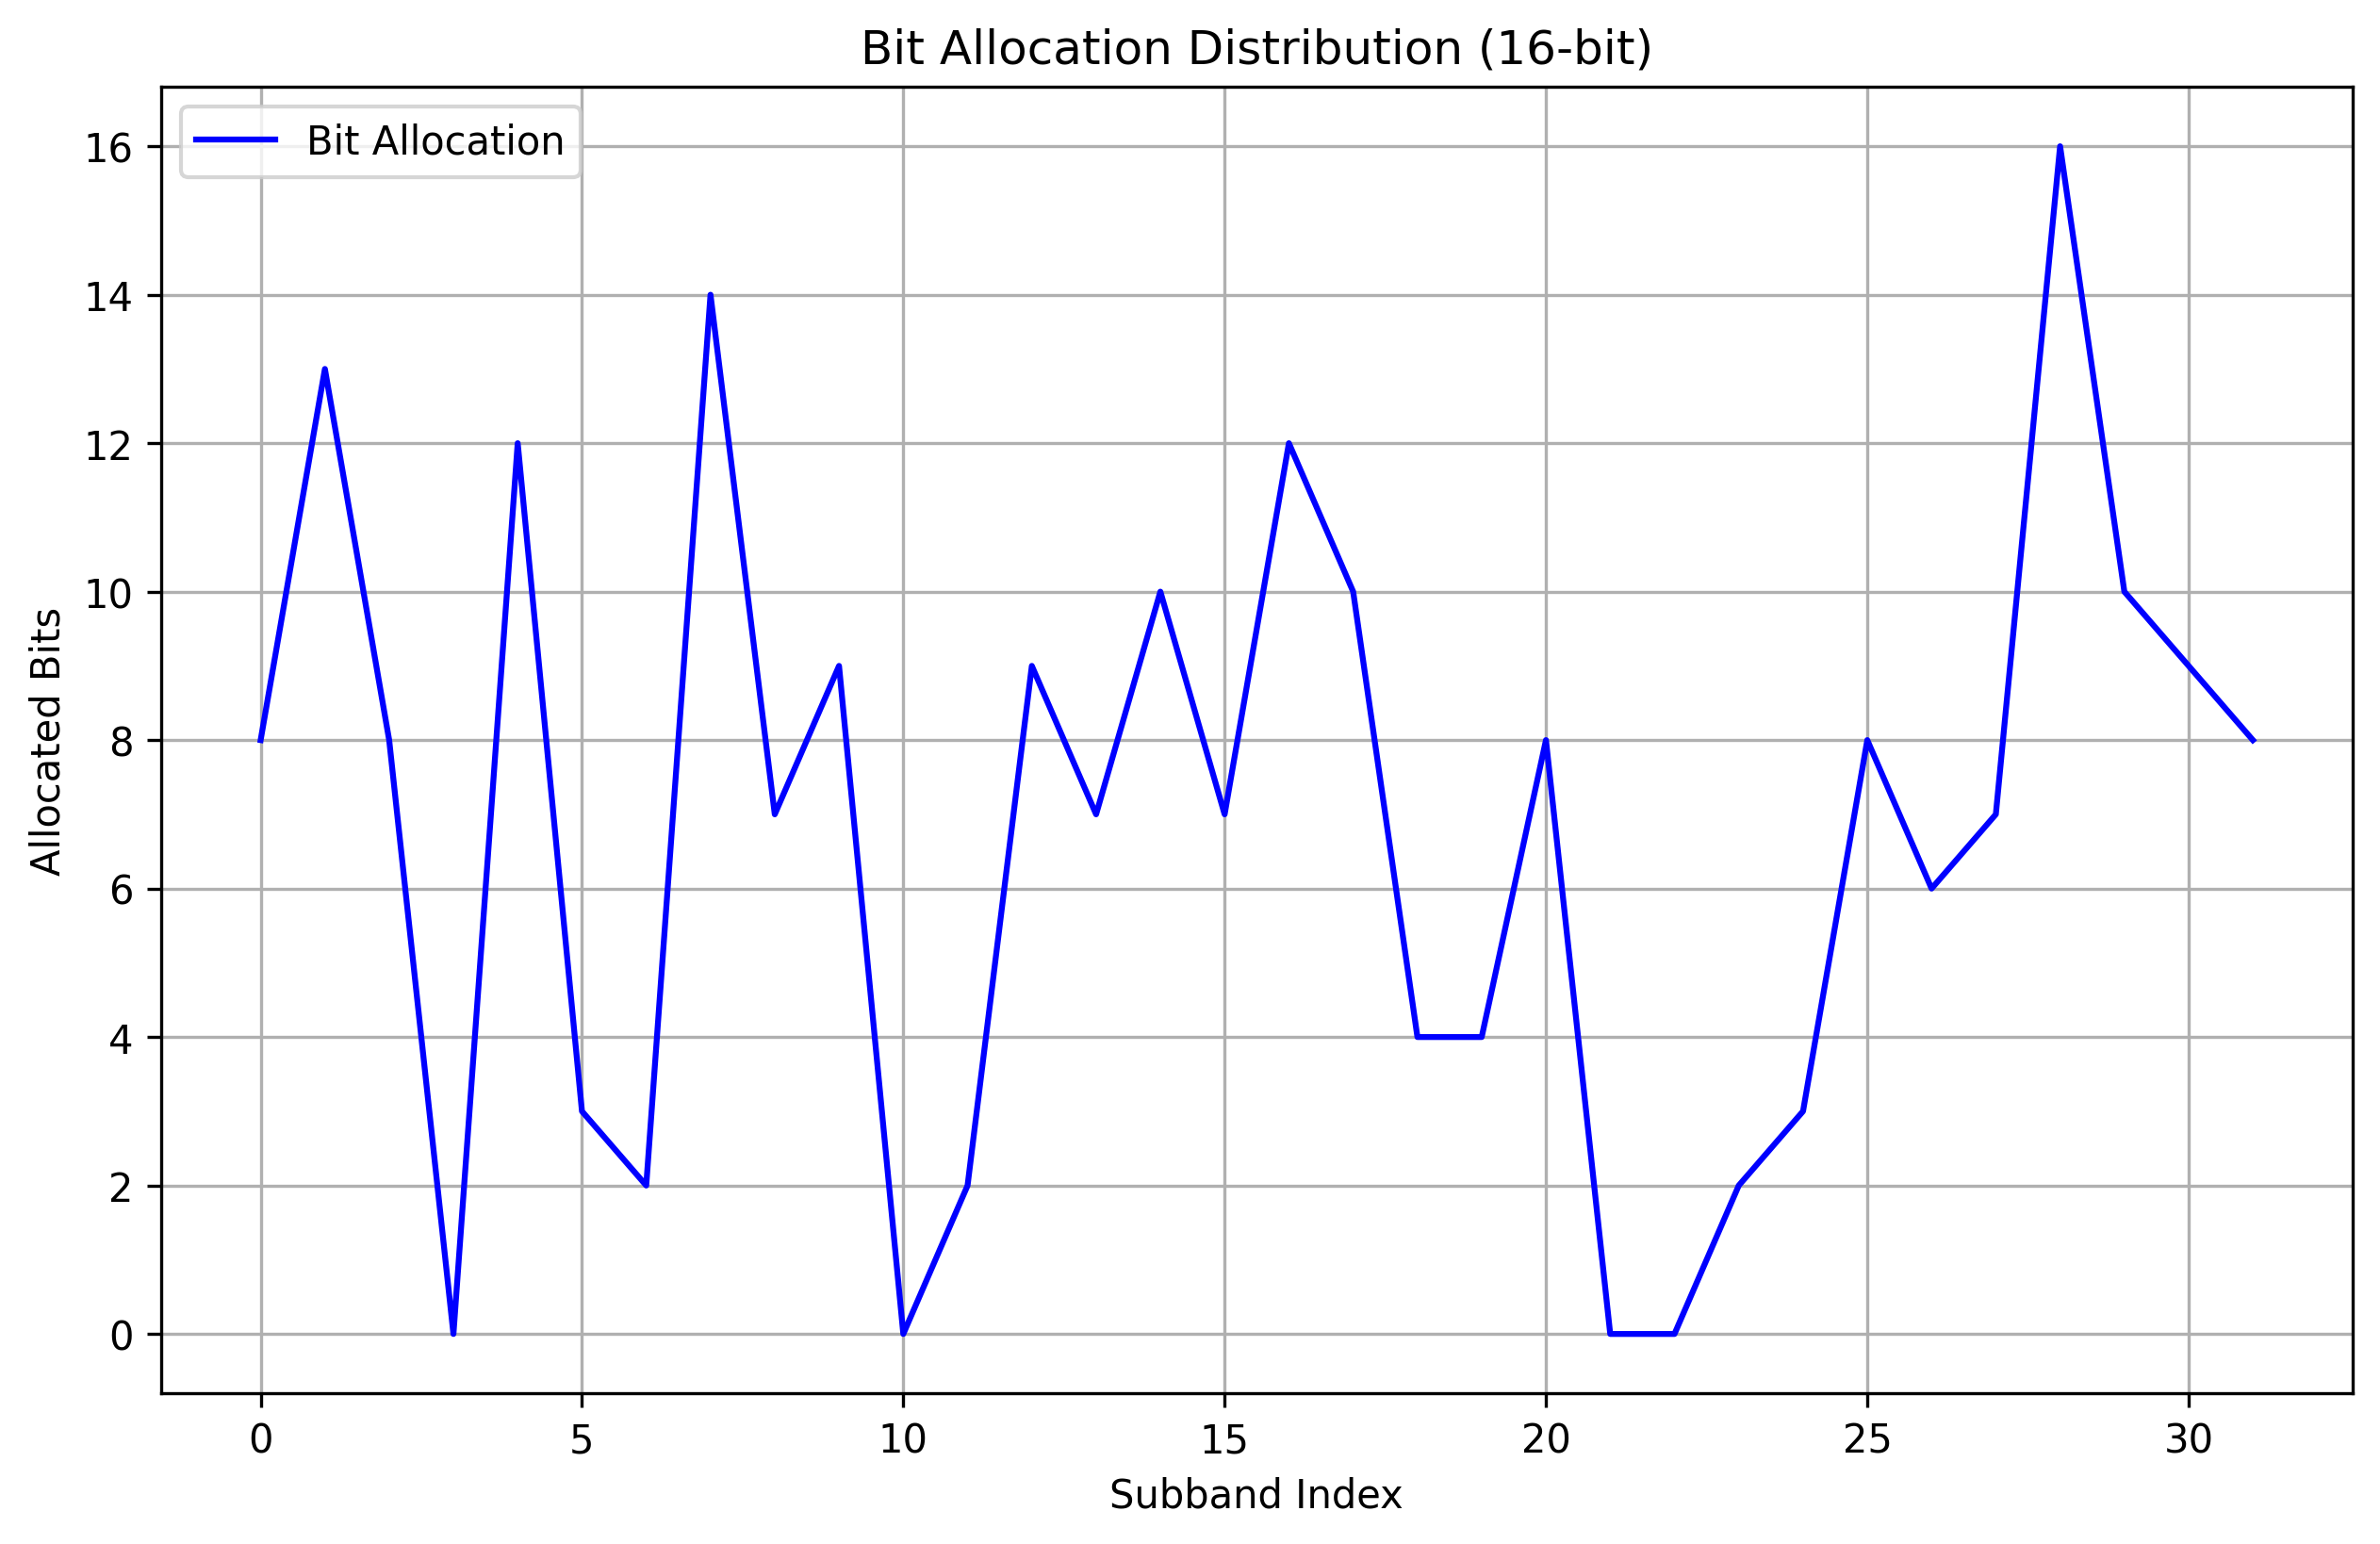 Bit Allocation Distribution (16-bit)
Bit Allocation
16
14
12
10
8
6
4
2
0
Allocated Bits
0 5 10 15 20 25 30
Subband Index